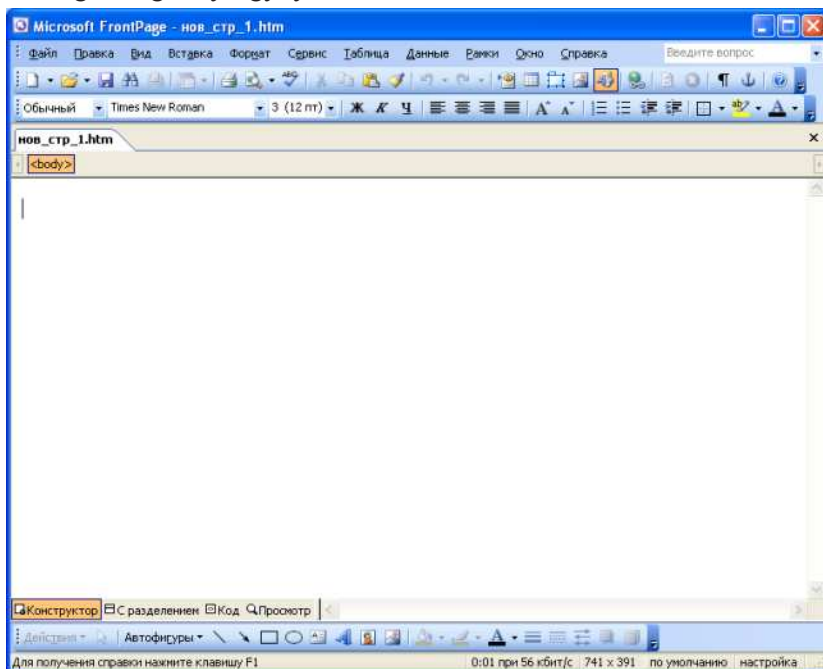 Microsoft FrontPage - нов_стр_1.htm
Файл Правка Вид Вставка Формат Сервис Таблица Данные Рамки Окно Справка Введите вопрос
Обычный Times New Roman 3 (12 пт) Ж К Ч
нов_стр_1.htm
<body>
Конструктор С разделением Код Просмотр
Действия Автофигуры
Для получения справки нажмите клавишу F1 0:01 при 56 кбит/с 741 x 391 по умолчанию настройка